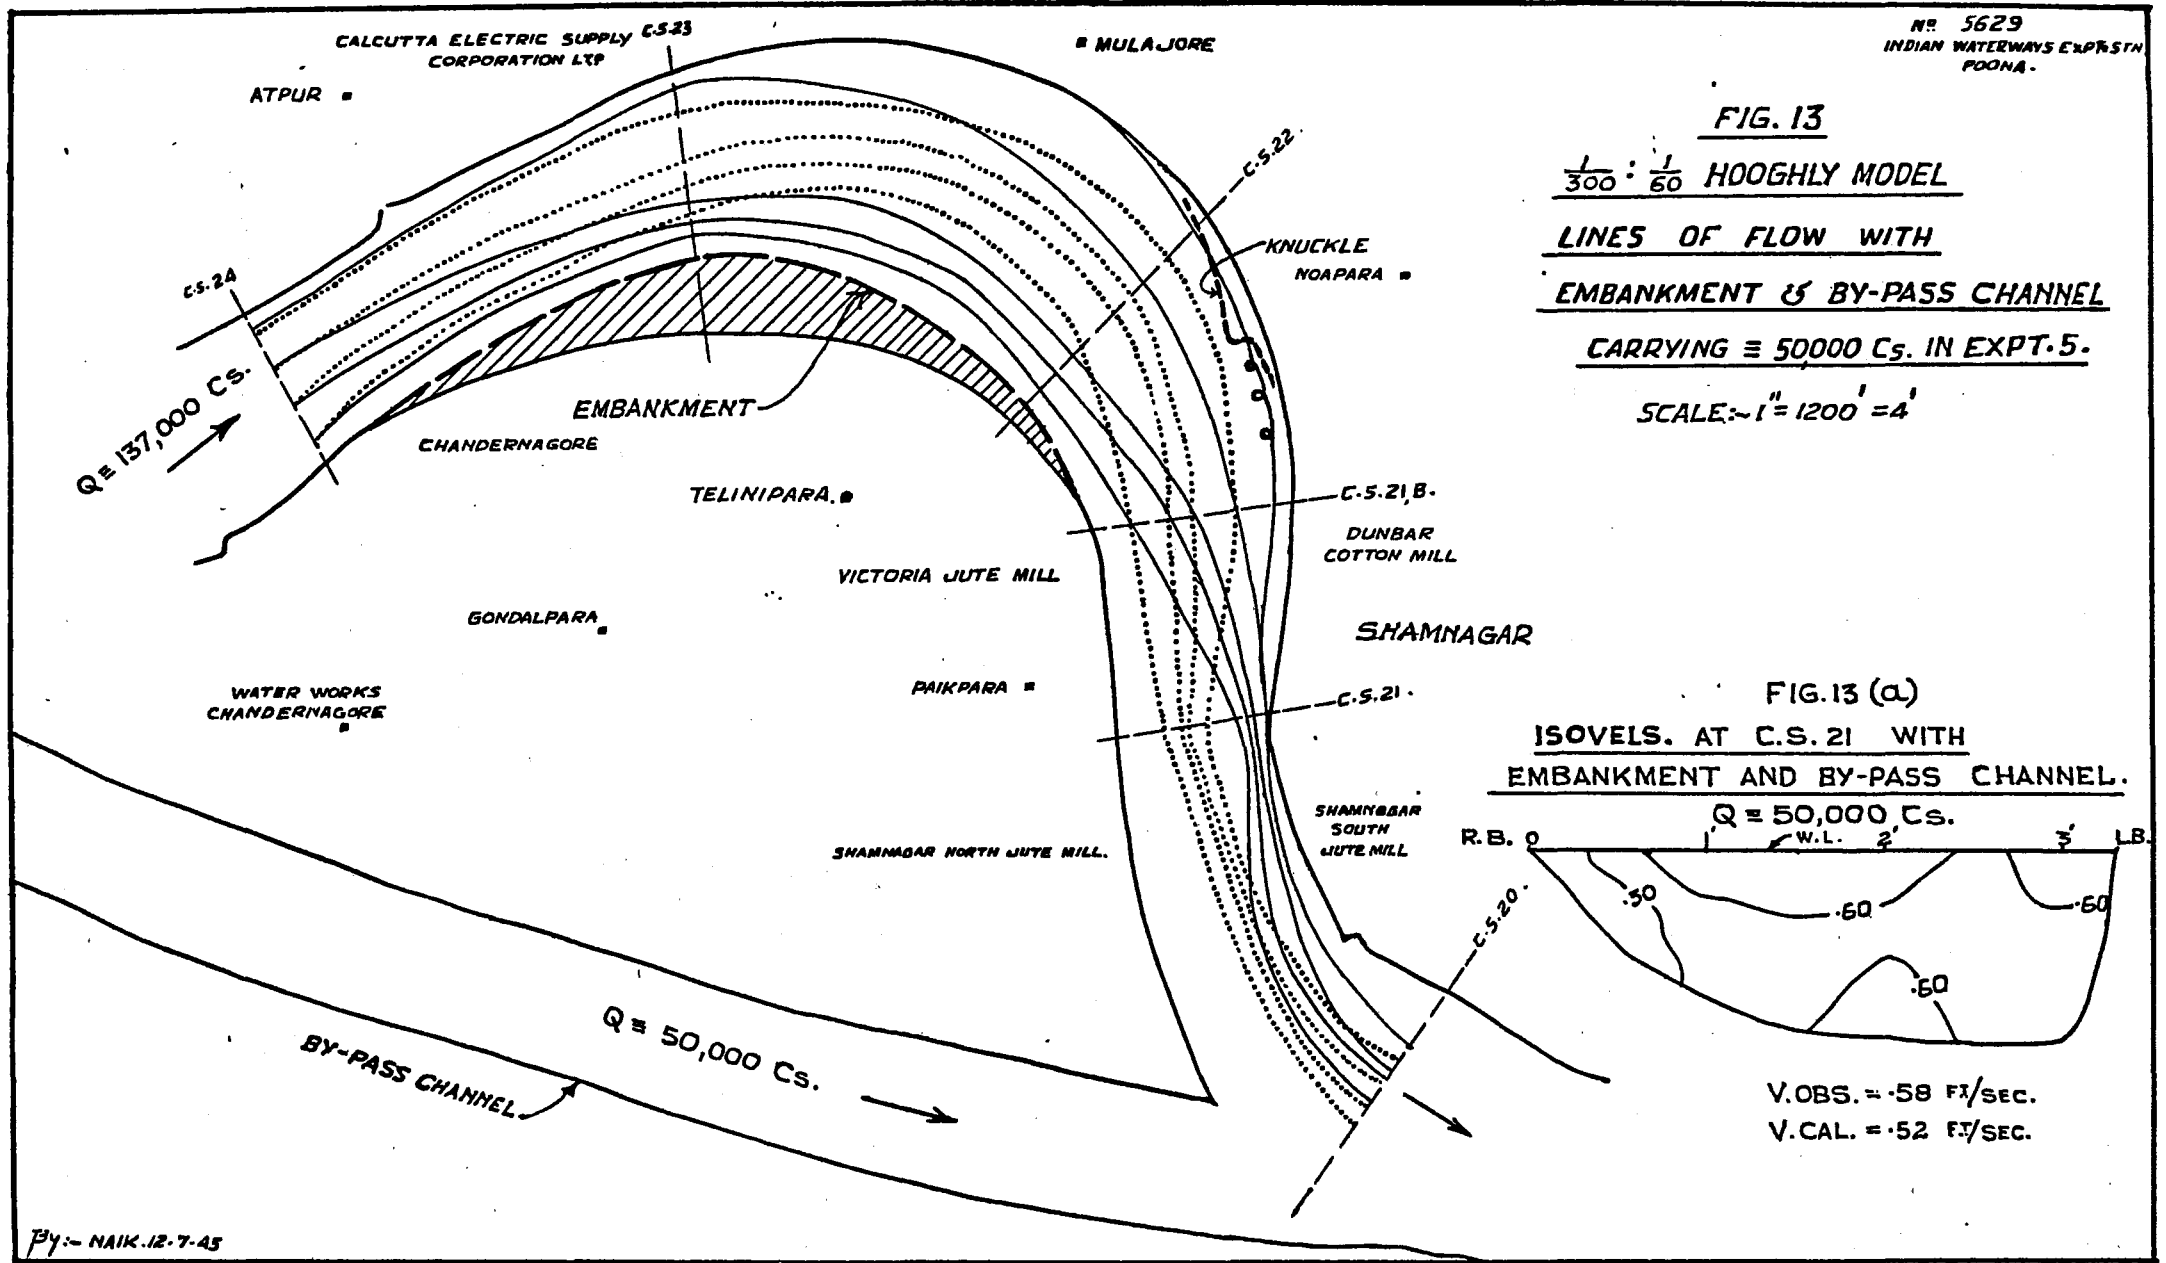 Nº 5629
INDIAN WATERWAYS EXPT. STN.
POONA.
FIG. 13
1/300 : 1/60 HOOGHLY MODEL
LINES OF FLOW WITH
EMBANKMENT & BY-PASS CHANNEL
CARRYING ≡ 50000 Cs. IN EXPT. 5.
SCALE:~ 1" = 1200' = 4'
CALCUTTA ELECTRIC SUPPLY
CORPORATION LTD
C.S.23
MULAJORE
ATPUR
C.S.22
KNUCKLE
NOAPARA
C.S.24
Q ≡ 137,000 Cs.
EMBANKMENT
CHANDERNAGORE
TELINIPARA.
C.S.21,B.
DUNBAR
COTTON MILL
VICTORIA JUTE MILL
GONDALPARA
SHAMNAGAR
PAIKPARA
C.S.21.
WATER WORKS
CHANDERNAGORE
SHAMNAGAR NORTH JUTE MILL.
SHAMNAGAR
SOUTH
JUTE MILL
C.S.20.
Q ≡ 50,000 Cs.
BY-PASS CHANNEL
FIG.13 (a)
ISOVELS. AT C.S. 21 WITH
EMBANKMENT AND BY-PASS CHANNEL.
Q ≡ 50,000 Cs.
R.B. 0 1' W.L. 2' 3' L.B.
.50
.60
.60
.60
V.OBS. = .58 FT/SEC.
V.CAL. = .52 FT/SEC.
By:- NAIK.12-7-45